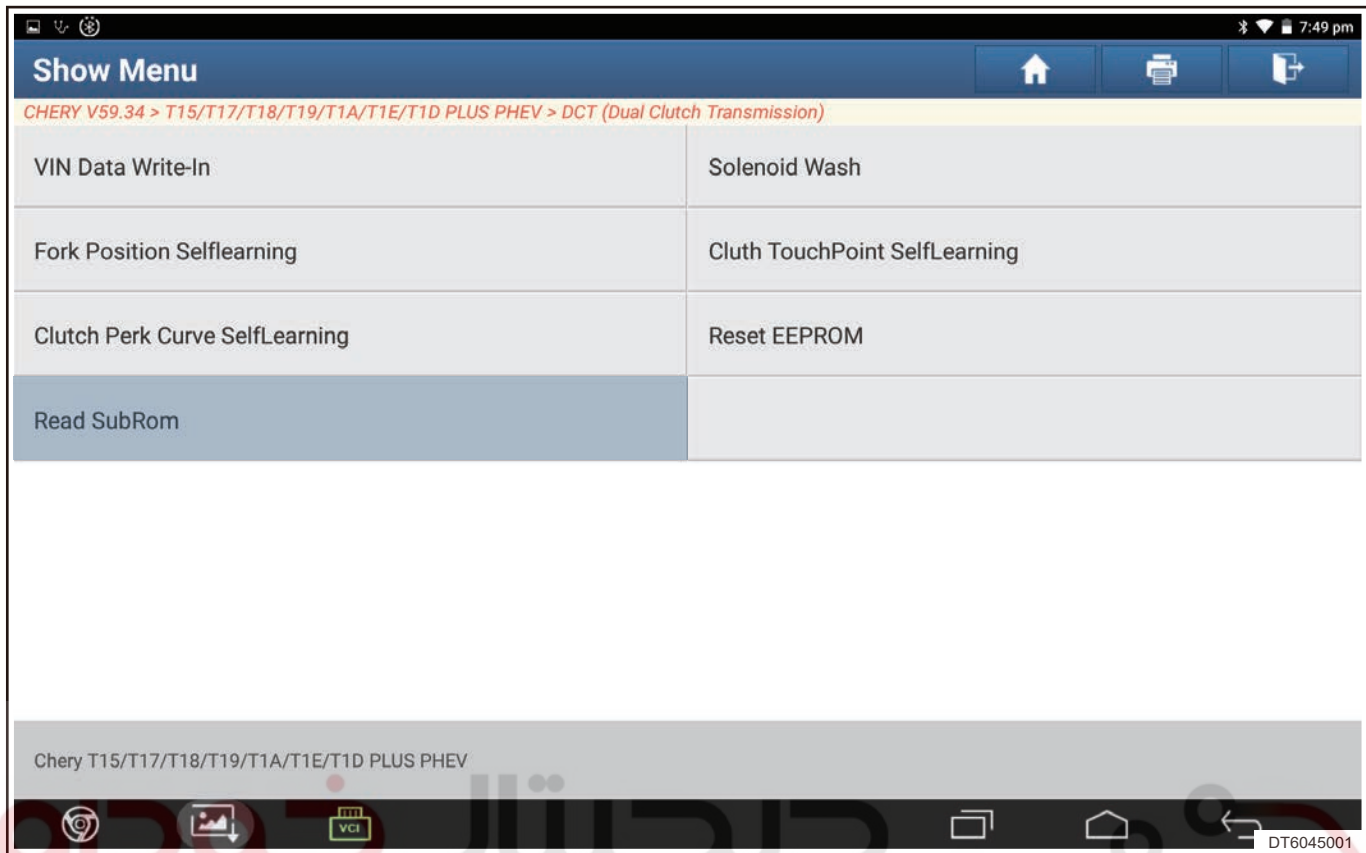 7:49 pm
Show Menu
CHERY V59.34 > T15/T17/T18/T19/T1A/T1E/T1D PLUS PHEV > DCT (Dual Clutch Transmission)
VIN Data Write-In
Solenoid Wash
Fork Position Selflearning
Cluth TouchPoint SelfLearning
Clutch Perk Curve SelfLearning
Reset EEPROM
Read SubRom
Chery T15/T17/T18/T19/T1A/T1E/T1D PLUS PHEV
VCI
DT6045001